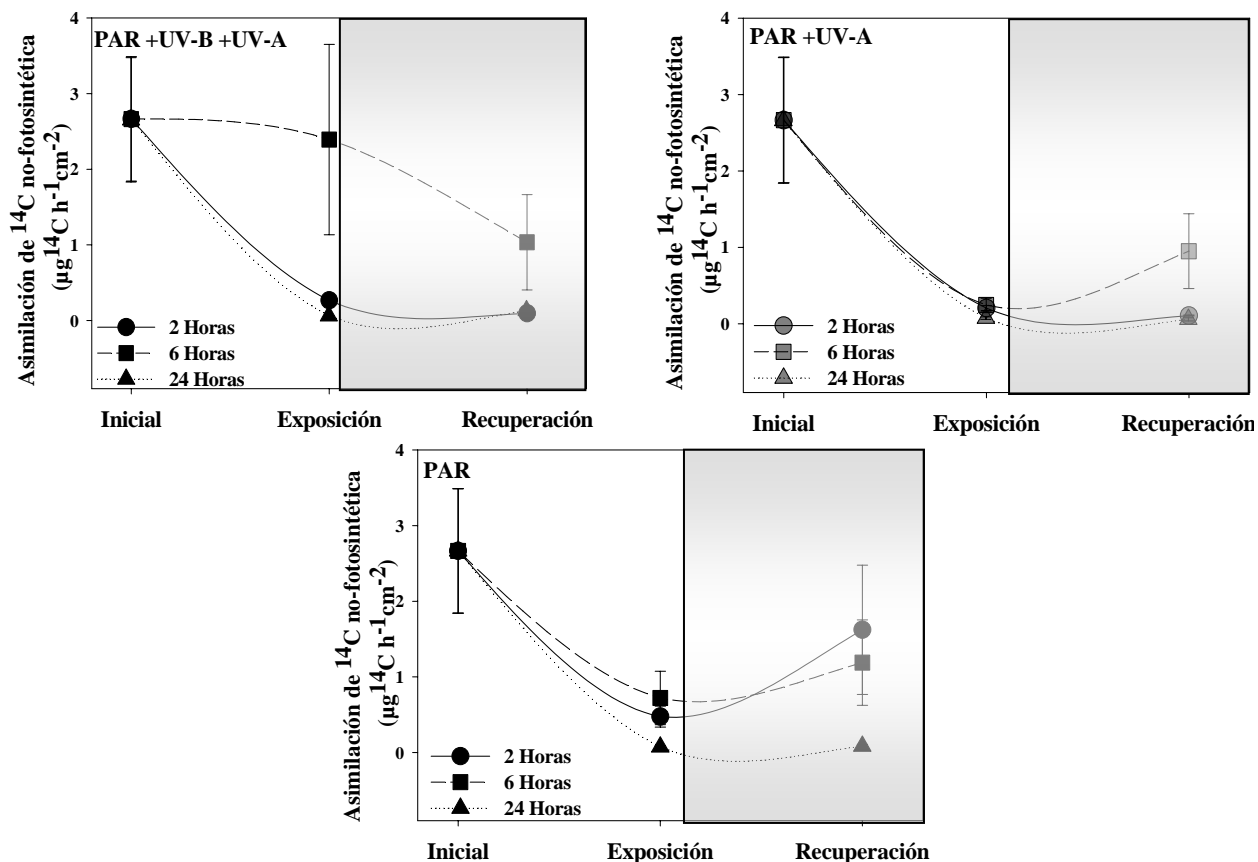 PAR +UV-B +UV-A
Asimilación de ¹⁴C no-fotosintética
(µg¹⁴C h⁻¹cm⁻²)
4
3
2
1
0
2 Horas
6 Horas
24 Horas
Inicial
Exposición
Recuperación
PAR +UV-A
Asimilación de ¹⁴C no-fotosintética
(µg¹⁴C h⁻¹cm⁻²)
4
3
2
1
0
2 Horas
6 Horas
24 Horas
Inicial
Exposición
Recuperación
PAR
Asimilación de ¹⁴C no-fotosintética
(µg¹⁴C h⁻¹cm⁻²)
4
3
2
1
0
2 Horas
6 Horas
24 Horas
Inicial
Exposición
Recuperación